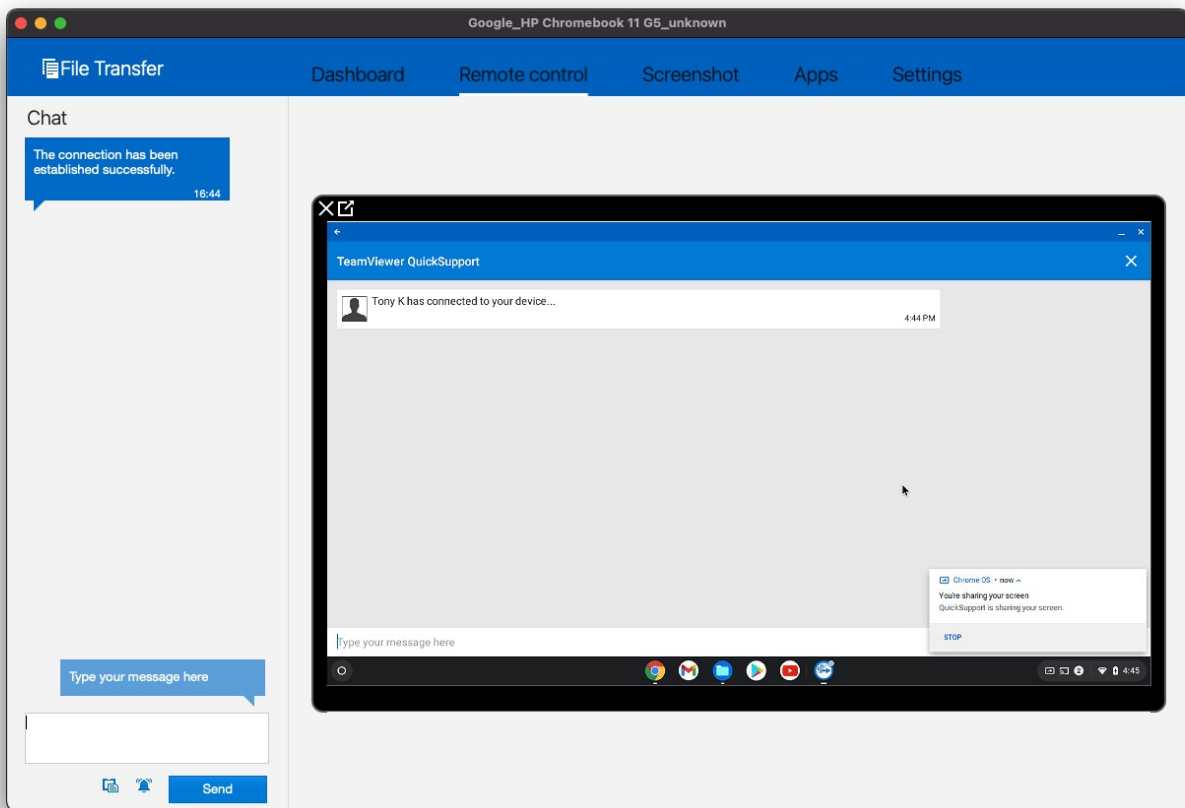 Google_HP Chromebook 11 G5_unknown
File Transfer
Dashboard
Remote control
Screenshot
Apps
Settings
Chat
The connection has been
established successfully.
16:44
TeamViewer QuickSupport
Tony K has connected to your device...
4:44 PM
Chrome OS • now
You're sharing your screen
QuickSupport is sharing your screen.
STOP
Type your message here
2
4:45
Type your message here
Send